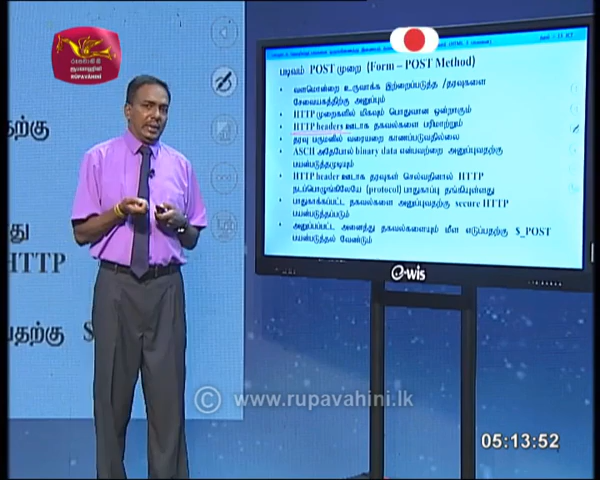 RUPAVAHINI
படிவம் POST முறை (Form – POST Method)
வளமொன்றை உருவாக்க இற்றைப்படுத்த /தரவுகளை
சேவையகத்திற்கு அனுப்பும்
HTTP முறைகளில் மிகவும் பொதுவான ஒன்றாகும்
HTTP headers ஊடாக தகவல்களை பரிமாற்றும்
தரவு பருமனில் வரையறை காணப்படுவதில்லை
ASCII அதேபோல் binary data என்பவற்றை அனுப்புவதற்கு
பயன்படுத்தமுடியும்
HTTP header ஊடாக தரவுகள் செல்வதினால் HTTP
நடப்பொழுங்கிலேயே (protocol) பாதுகாப்பு தங்கியுள்ளது
பாதுகாக்கப்பட்ட தகவல்களை அனுப்புவதற்கு secure HTTP
பயன்படுத்தப்படும்
அனுப்பப்பட்ட அனைத்து தகவல்களையும் மீள எடுப்பதற்கு $_POST
பயன்படுத்தல் வேண்டும்
தற்கு
து
HTTP
பதற்கு S
e-wis
© www.rupavahini.lk
05:13:52